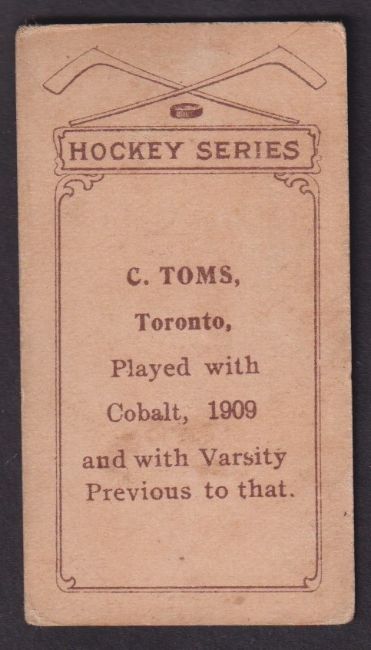 HOCKEY SERIES
C. TOMS,
Toronto,
Played with
Cobalt, 1909
and with Varsity
Previous to that.